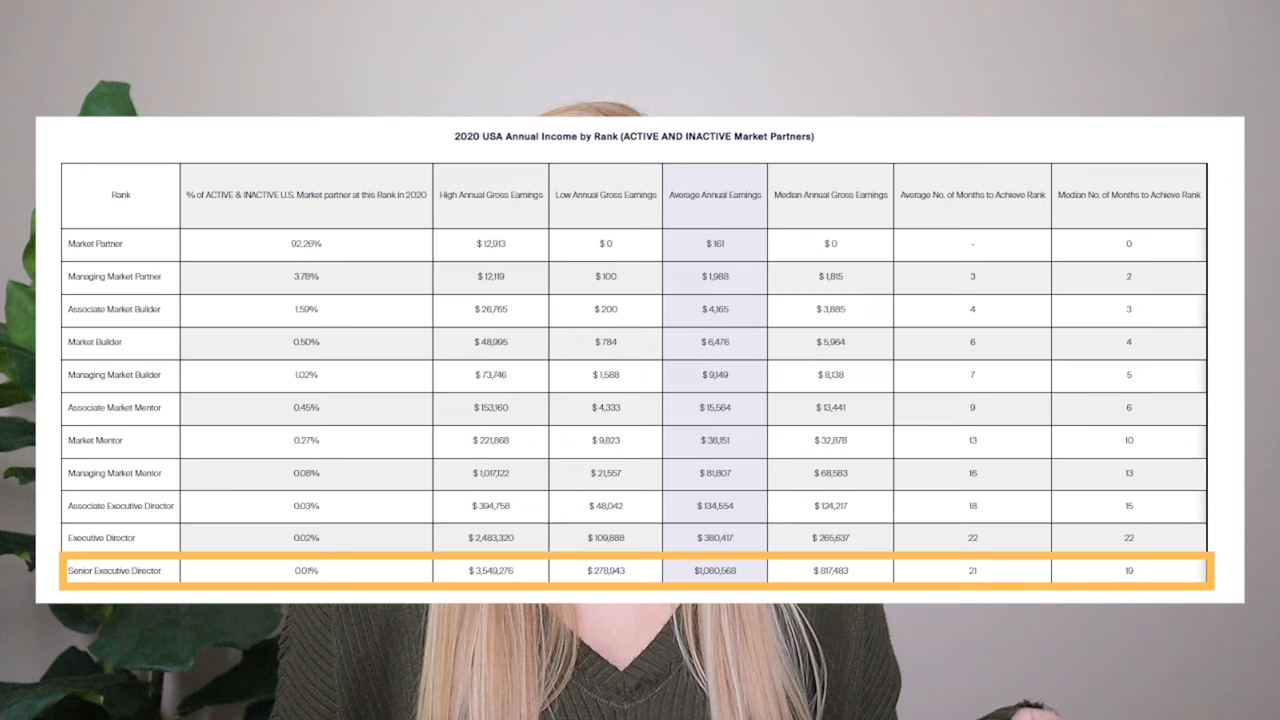 2020 USA Annual Income by Rank (ACTIVE AND INACTIVE Market Partners)
Rank % of ACTIVE & INACTIVE U.S. Market partner at this Rank in 2020 High Annual Gross Earnings Low Annual Gross Earnings Average Annual Earnings Median Annual Gross Earnings Average No. of Months to Achieve Rank Median No. of Months to Achieve Rank
Market Partner 92.26% $ 12,913 $ 0 $ 161 $ 0 - 0
Managing Market Partner 3.78% $ 12,119 $ 100 $ 1,988 $ 1,815 3 2
Associate Market Builder 1.59% $ 26,765 $ 200 $ 4,165 $ 3,885 4 3
Market Builder 0.50% $ 48,995 $ 784 $ 6,476 $ 5,964 6 4
Managing Market Builder 1.02% $ 73,746 $ 1,588 $ 9,149 $ 8,138 7 5
Associate Market Mentor 0.45% $ 153,160 $ 4,333 $ 15,564 $ 13,441 9 6
Market Mentor 0.27% $ 221,868 $ 9,823 $ 38,151 $ 32,878 13 10
Managing Market Mentor 0.08% $ 1,017,122 $ 21,557 $ 81,807 $ 68,583 16 13
Associate Executive Director 0.03% $ 394,758 $ 48,042 $ 134,554 $ 124,217 18 15
Executive Director 0.02% $ 2,483,320 $ 109,888 $ 380,417 $ 265,637 22 22
Senior Executive Director 0.01% $ 3,549,276 $ 278,943 $1,080,568 $ 817,483 21 19